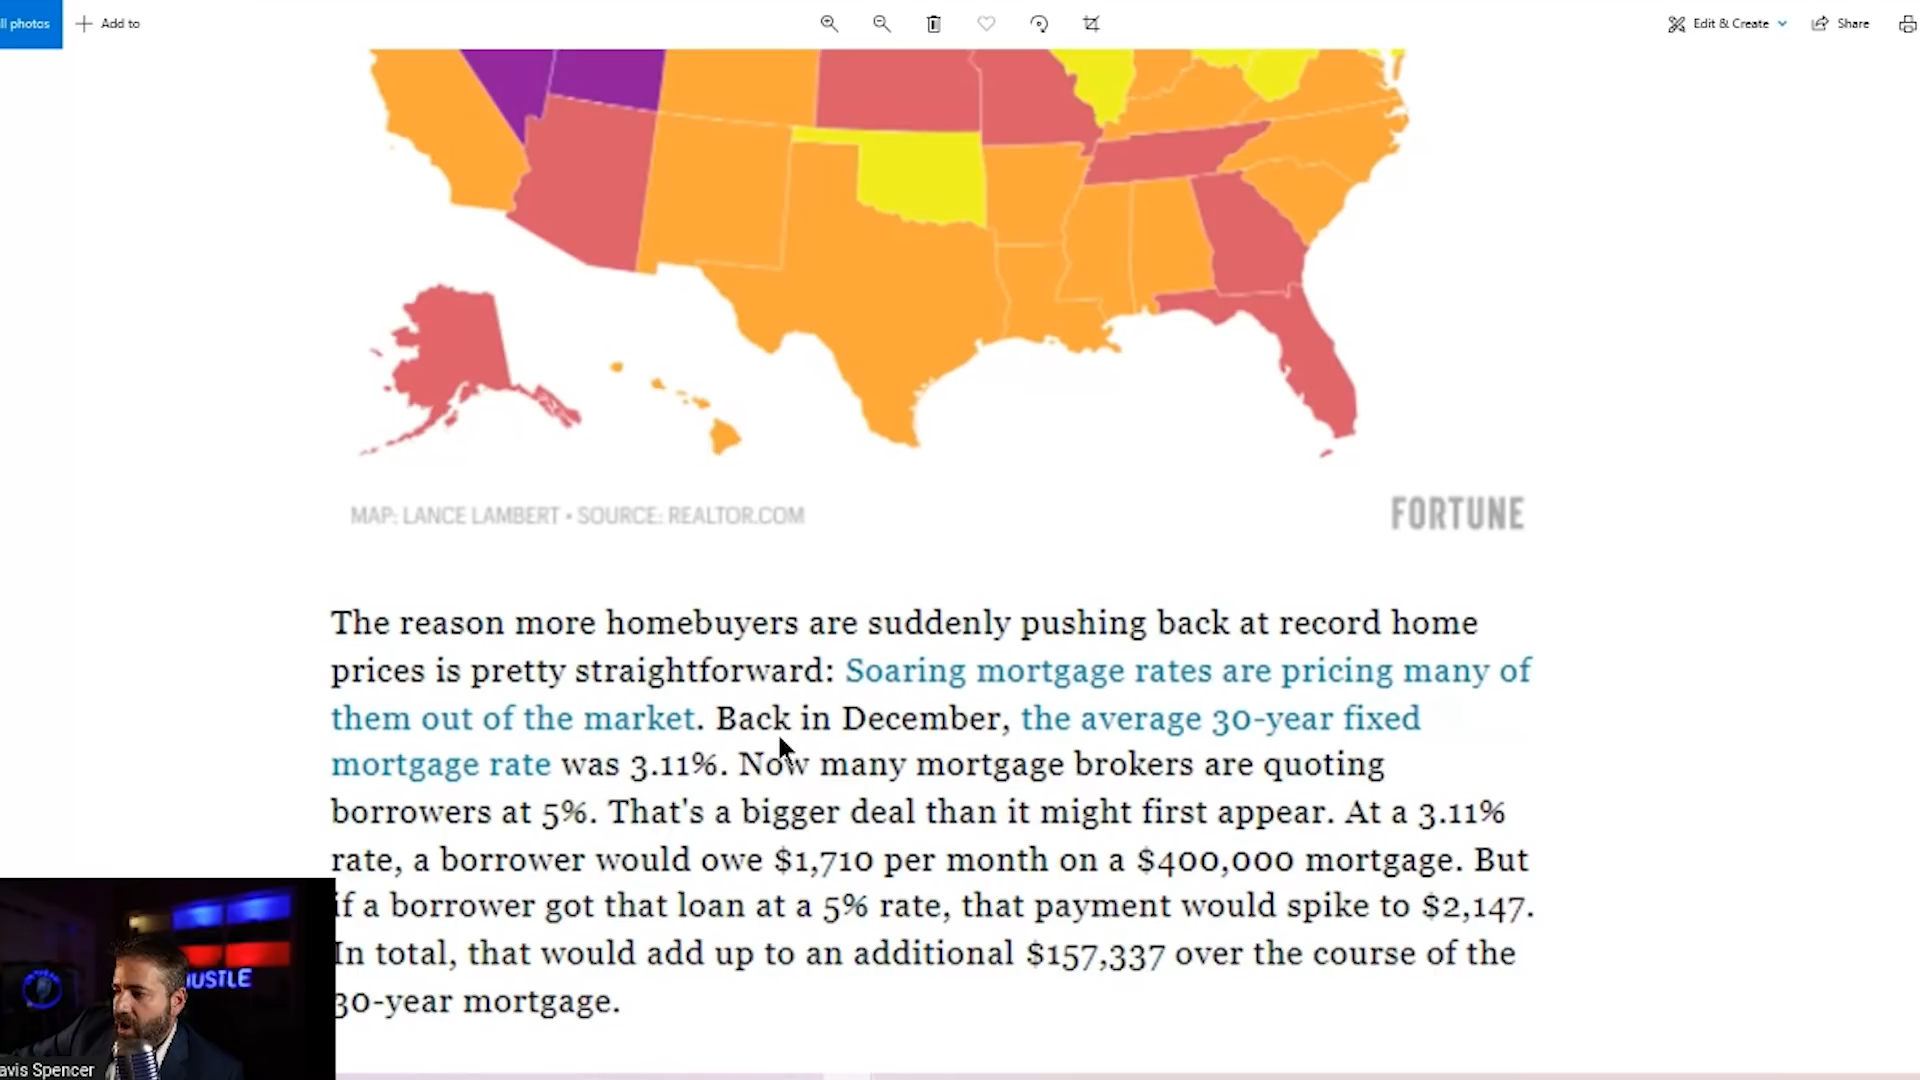 ll photos
Add to
Edit & Create
Share
MAP: LANCE LAMBERT • SOURCE: REALTOR.COM
FORTUNE
The reason more homebuyers are suddenly pushing back at record home
prices is pretty straightforward: Soaring mortgage rates are pricing many of
them out of the market. Back in December, the average 30-year fixed
mortgage rate was 3.11%. Now many mortgage brokers are quoting
borrowers at 5%. That's a bigger deal than it might first appear. At a 3.11%
rate, a borrower would owe $1,710 per month on a $400,000 mortgage. But
if a borrower got that loan at a 5% rate, that payment would spike to $2,147.
In total, that would add up to an additional $157,337 over the course of the
30-year mortgage.
USTLE
avis Spencer